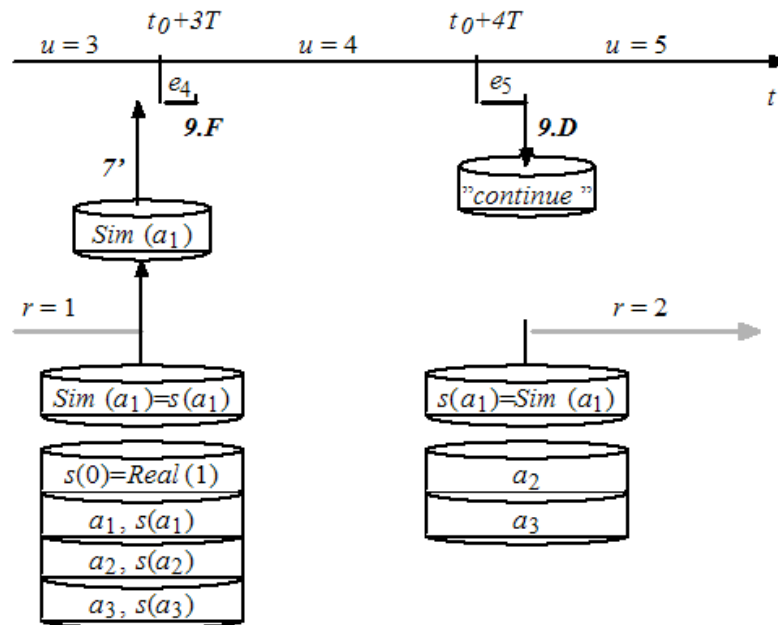 t0+3T t0+4T
u = 3 u = 4 u = 5
e4 e5 t
9.F 9.D
7’
”continue ”
Sim (a1)
r = 1 r = 2
Sim (a1)=s(a1) s(a1)=Sim (a1)
s(0)=Real (1) a2
a1, s(a1) a3
a2, s(a2)
a3, s(a3)